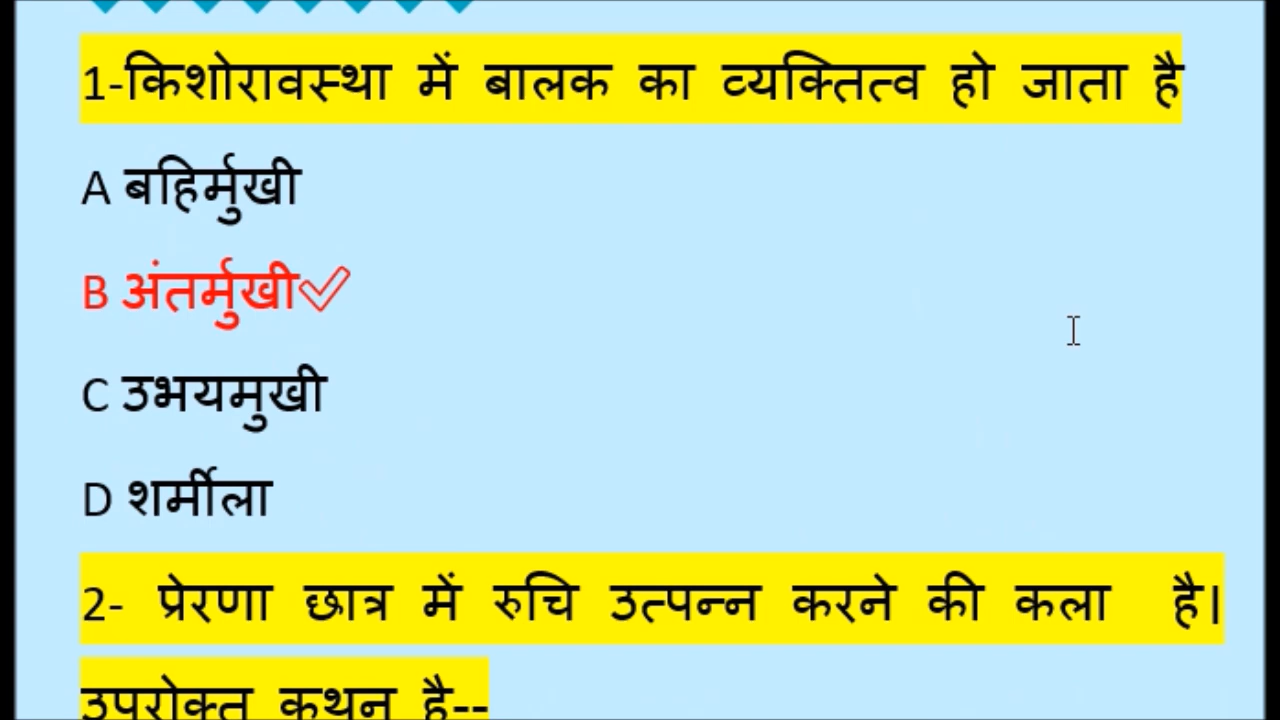 1-किशोरावस्था में बालक का व्यक्तित्व हो जाता है
A बहिर्मुखी
B अंतर्मुखी✓
C उभयमुखी
D शर्मीला
2- प्रेरणा छात्र में रुचि उत्पन्न करने की कला है।
उपरोक्त कथन है--